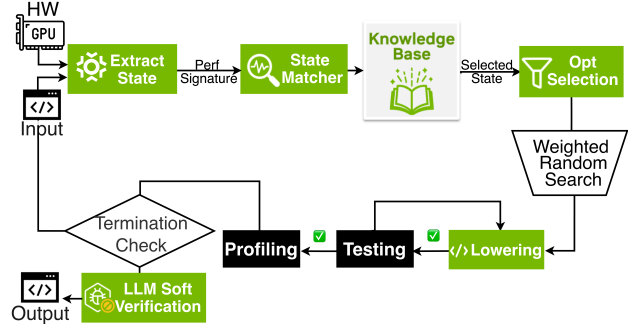 HW
GPU
Extract
State
Perf
Signature
State
Matcher
Knowledge
Base
Selected
State
Opt
Selection
</>
Input
Weighted
Random
Search
Termination
Check
Profiling
Testing
</> Lowering
</>
Output
LLM Soft
Verification